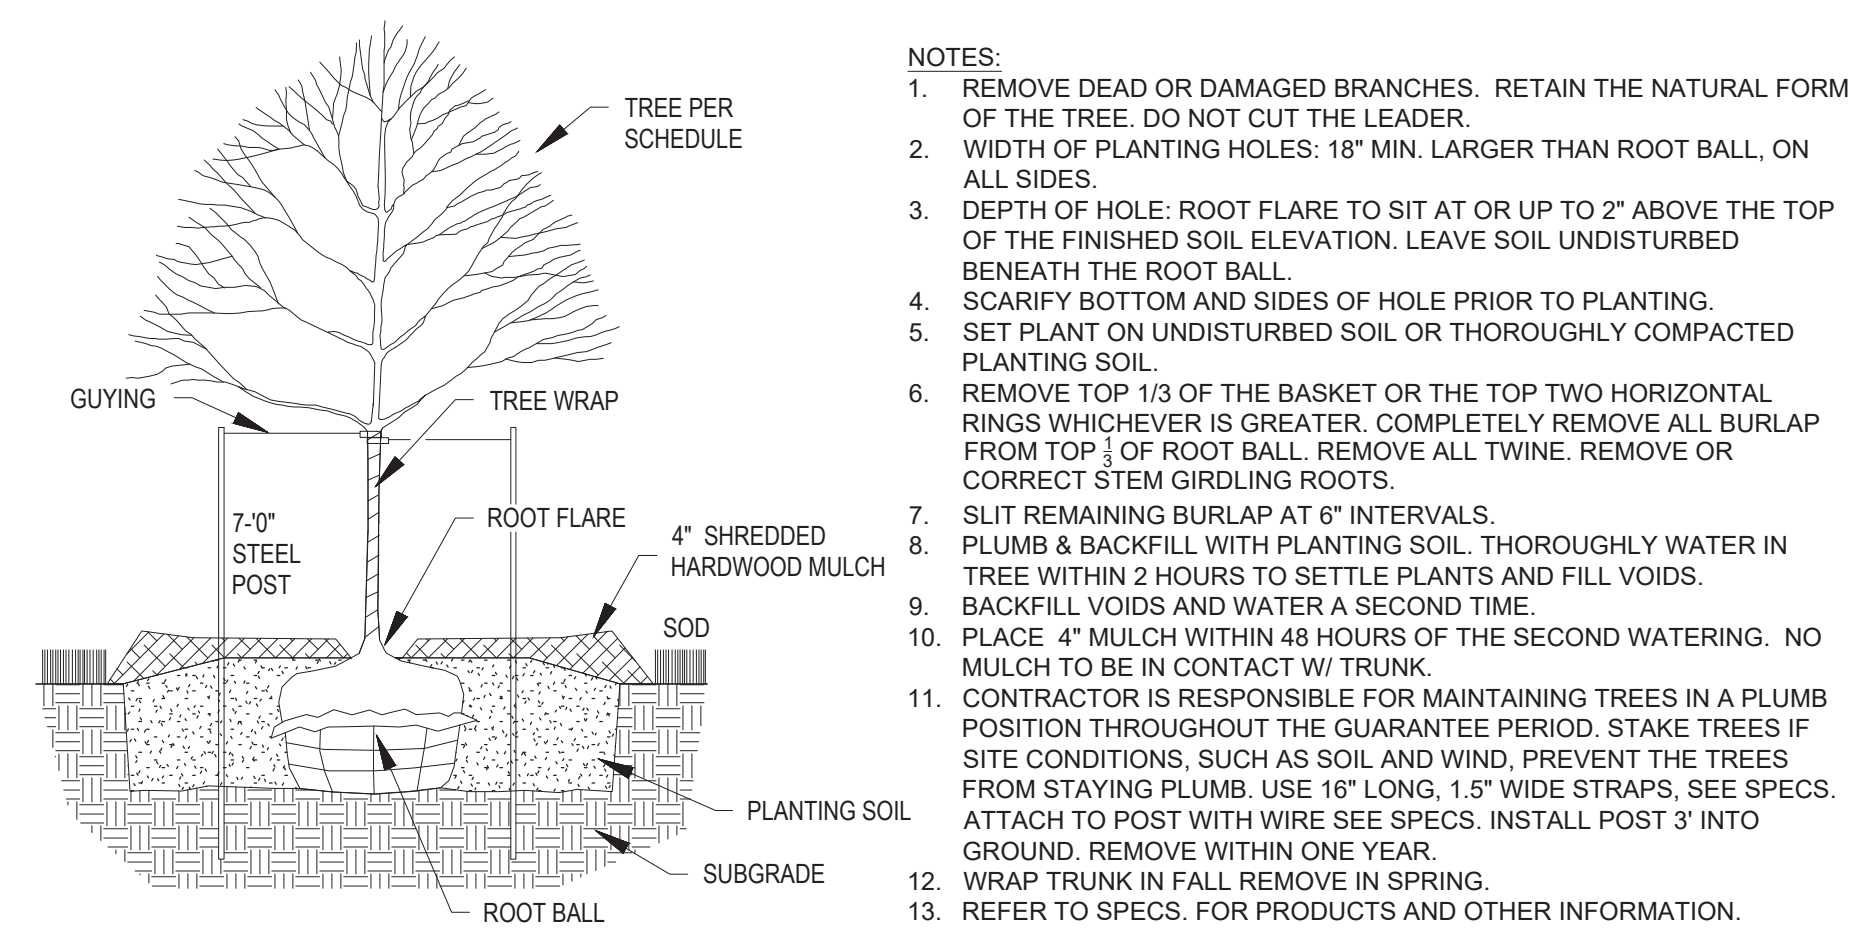 TREE PER
SCHEDULE
GUYING
TREE WRAP
7-'0"
STEEL
POST
ROOT FLARE
4" SHREDDED
HARDWOOD MULCH
SOD
PLANTING SOIL
SUBGRADE
ROOT BALL
NOTES:
1. REMOVE DEAD OR DAMAGED BRANCHES. RETAIN THE NATURAL FORM
OF THE TREE. DO NOT CUT THE LEADER.
2. WIDTH OF PLANTING HOLES: 18" MIN. LARGER THAN ROOT BALL, ON
ALL SIDES.
3. DEPTH OF HOLE: ROOT FLARE TO SIT AT OR UP TO 2" ABOVE THE TOP
OF THE FINISHED SOIL ELEVATION. LEAVE SOIL UNDISTURBED
BENEATH THE ROOT BALL.
4. SCARIFY BOTTOM AND SIDES OF HOLE PRIOR TO PLANTING.
5. SET PLANT ON UNDISTURBED SOIL OR THOROUGHLY COMPACTED
PLANTING SOIL.
6. REMOVE TOP 1/3 OF THE BASKET OR THE TOP TWO HORIZONTAL
RINGS WHICHEVER IS GREATER. COMPLETELY REMOVE ALL BURLAP
FROM TOP 1/3 OF ROOT BALL. REMOVE ALL TWINE. REMOVE OR
CORRECT STEM GIRDLING ROOTS.
7. SLIT REMAINING BURLAP AT 6" INTERVALS.
8. PLUMB & BACKFILL WITH PLANTING SOIL. THOROUGHLY WATER IN
TREE WITHIN 2 HOURS TO SETTLE PLANTS AND FILL VOIDS.
9. BACKFILL VOIDS AND WATER A SECOND TIME.
10. PLACE 4" MULCH WITHIN 48 HOURS OF THE SECOND WATERING. NO
MULCH TO BE IN CONTACT W/ TRUNK.
11. CONTRACTOR IS RESPONSIBLE FOR MAINTAINING TREES IN A PLUMB
POSITION THROUGHOUT THE GUARANTEE PERIOD. STAKE TREES IF
SITE CONDITIONS, SUCH AS SOIL AND WIND, PREVENT THE TREES
FROM STAYING PLUMB. USE 16" LONG, 1.5" WIDE STRAPS, SEE SPECS.
ATTACH TO POST WITH WIRE SEE SPECS. INSTALL POST 3' INTO
GROUND. REMOVE WITHIN ONE YEAR.
12. WRAP TRUNK IN FALL REMOVE IN SPRING.
13. REFER TO SPECS. FOR PRODUCTS AND OTHER INFORMATION.